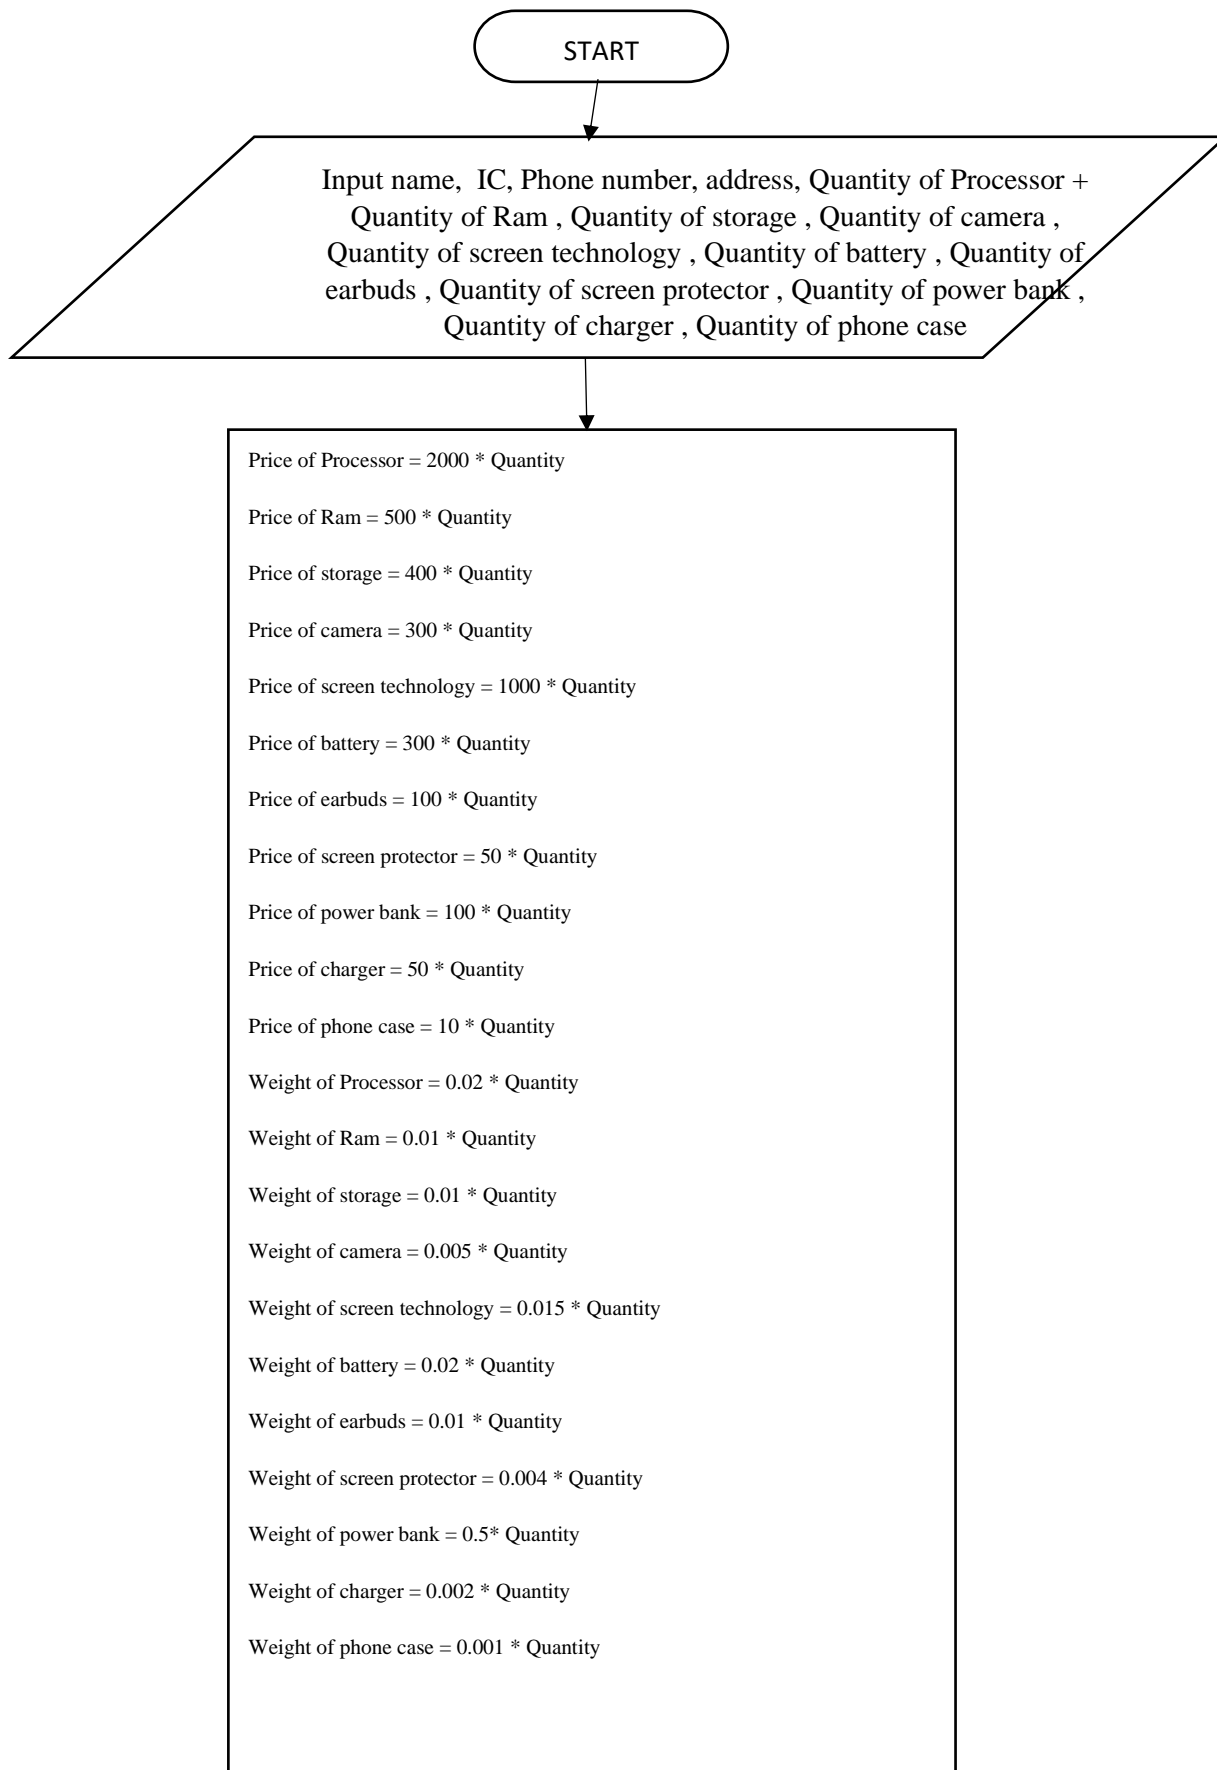 START
Input name,  IC, Phone number, address, Quantity of Processor +
Quantity of Ram , Quantity of storage , Quantity of camera ,
Quantity of screen technology , Quantity of battery , Quantity of
earbuds , Quantity of screen protector , Quantity of power bank ,
Quantity of charger , Quantity of phone case
Price of Processor = 2000 * Quantity
Price of Ram = 500 * Quantity
Price of storage = 400 * Quantity
Price of camera = 300 * Quantity
Price of screen technology = 1000 * Quantity
Price of battery = 300 * Quantity
Price of earbuds = 100 * Quantity
Price of screen protector = 50 * Quantity
Price of power bank = 100 * Quantity
Price of charger = 50 * Quantity
Price of phone case = 10 * Quantity
Weight of Processor = 0.02 * Quantity
Weight of Ram = 0.01 * Quantity
Weight of storage = 0.01 * Quantity
Weight of camera = 0.005 * Quantity
Weight of screen technology = 0.015 * Quantity
Weight of battery = 0.02 * Quantity
Weight of earbuds = 0.01 * Quantity
Weight of screen protector = 0.004 * Quantity
Weight of power bank = 0.5* Quantity
Weight of charger = 0.002 * Quantity
Weight of phone case = 0.001 * Quantity